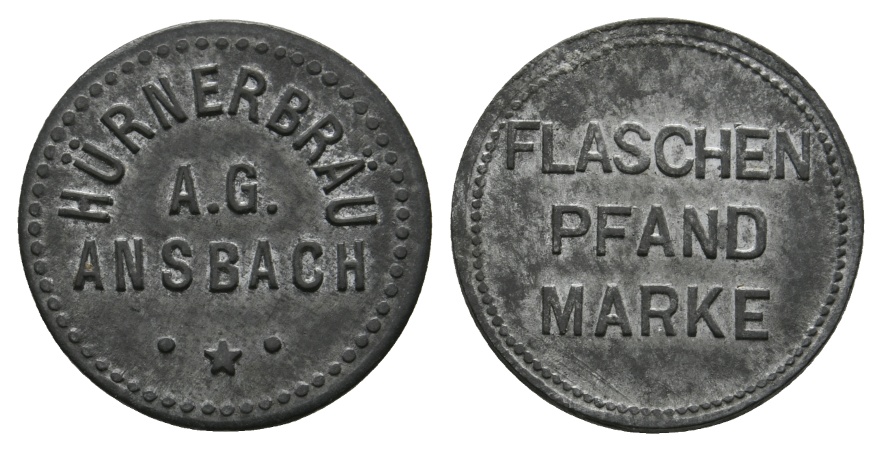 HÜRNERBRÄU
A.G.
ANSBACH
FLASCHEN
PFAND
MARKE